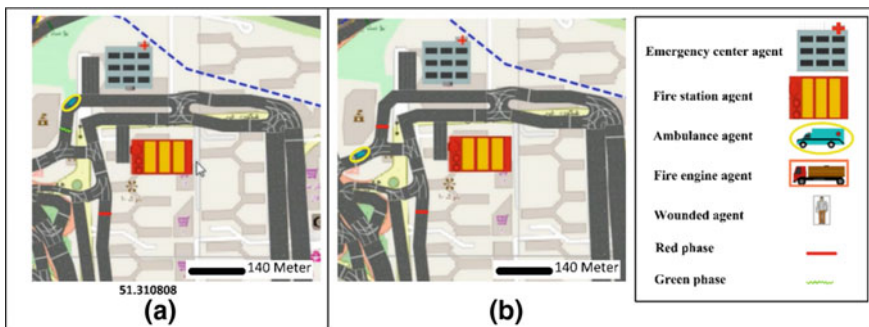 140 Meter
51.310808
(a)
140 Meter
(b)
Emergency center agent
Fire station agent
Ambulance agent
Fire engine agent
Wounded agent
Red phase
Green phase